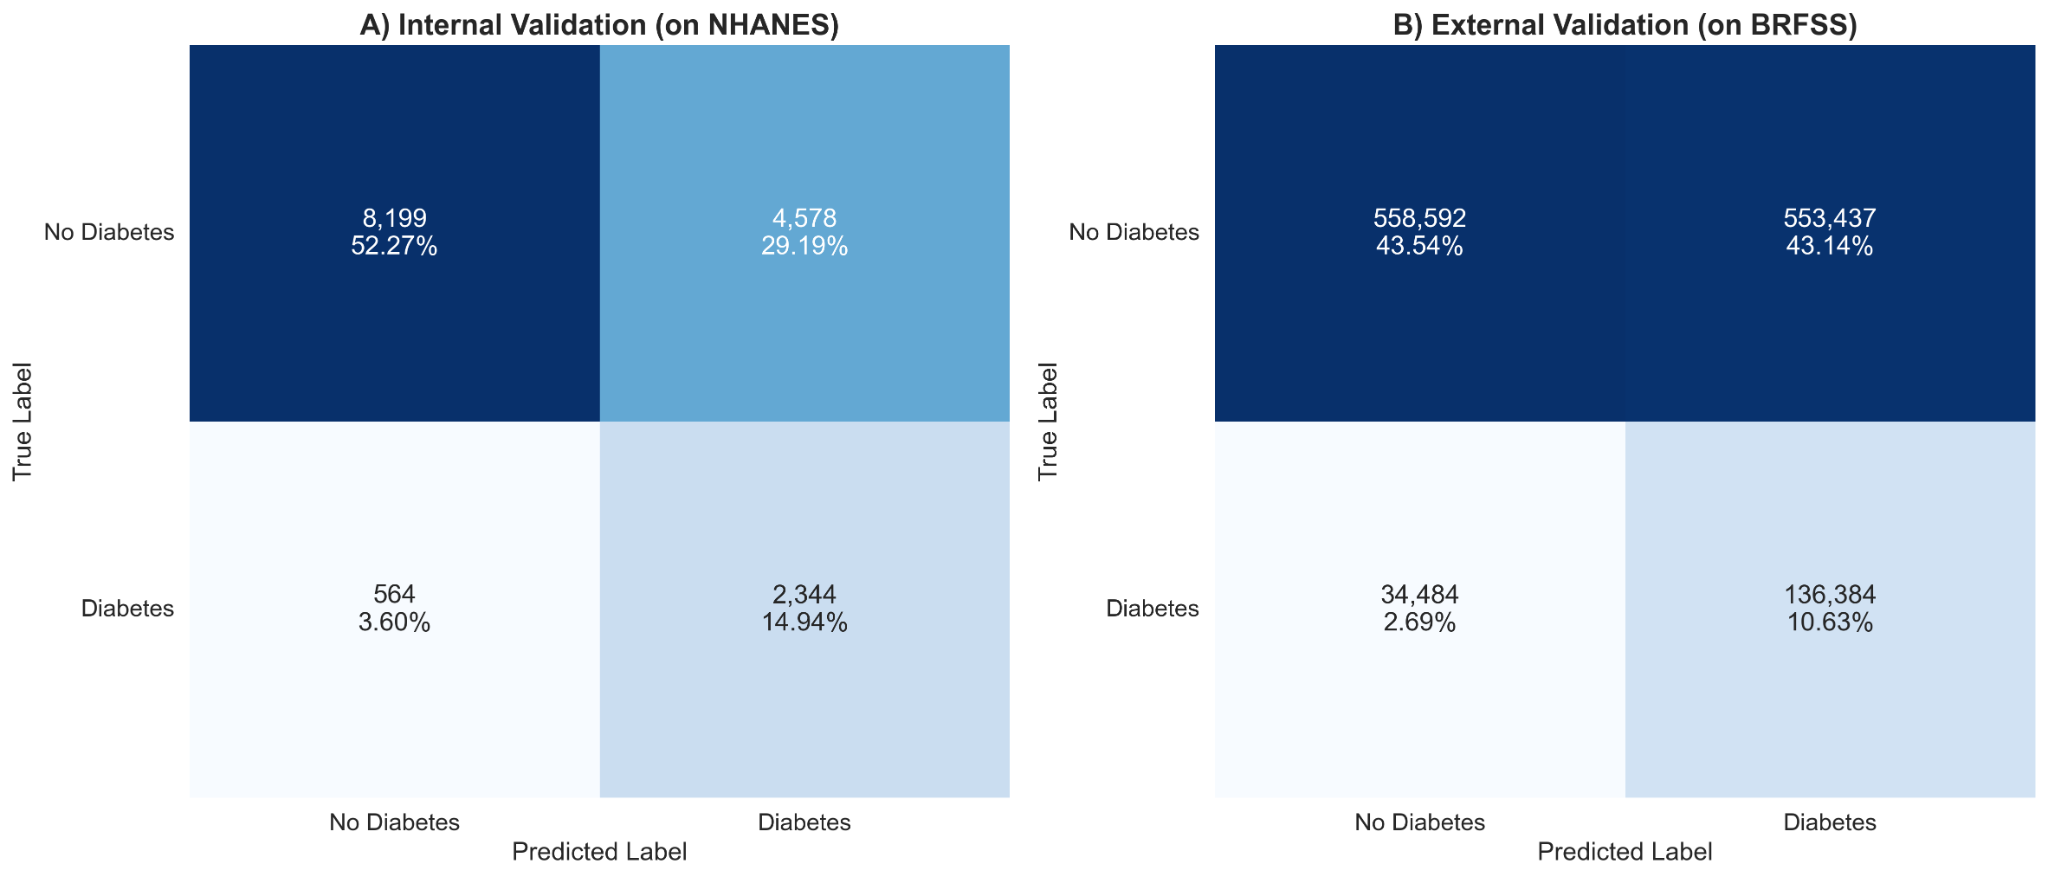 A) Internal Validation (on NHANES)
True Label
No Diabetes
8,199
52.27%
4,578
29.19%
Diabetes
564
3.60%
2,344
14.94%
No Diabetes
Diabetes
Predicted Label
B) External Validation (on BRFSS)
True Label
No Diabetes
558,592
43.54%
553,437
43.14%
Diabetes
34,484
2.69%
136,384
10.63%
No Diabetes
Diabetes
Predicted Label